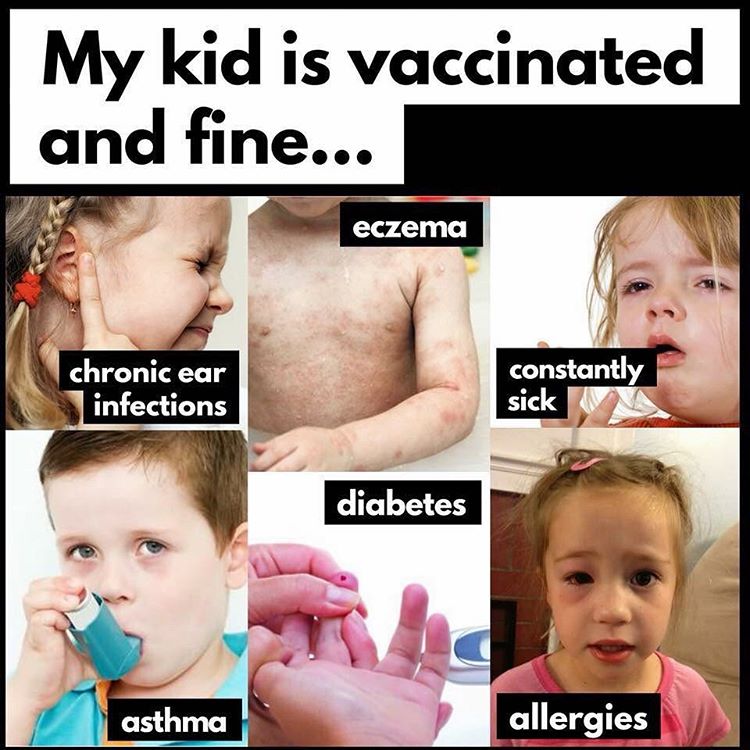 My kid is vaccinated
and fine...
eczema
chronic ear
infections
constantly
sick
diabetes
asthma
allergies